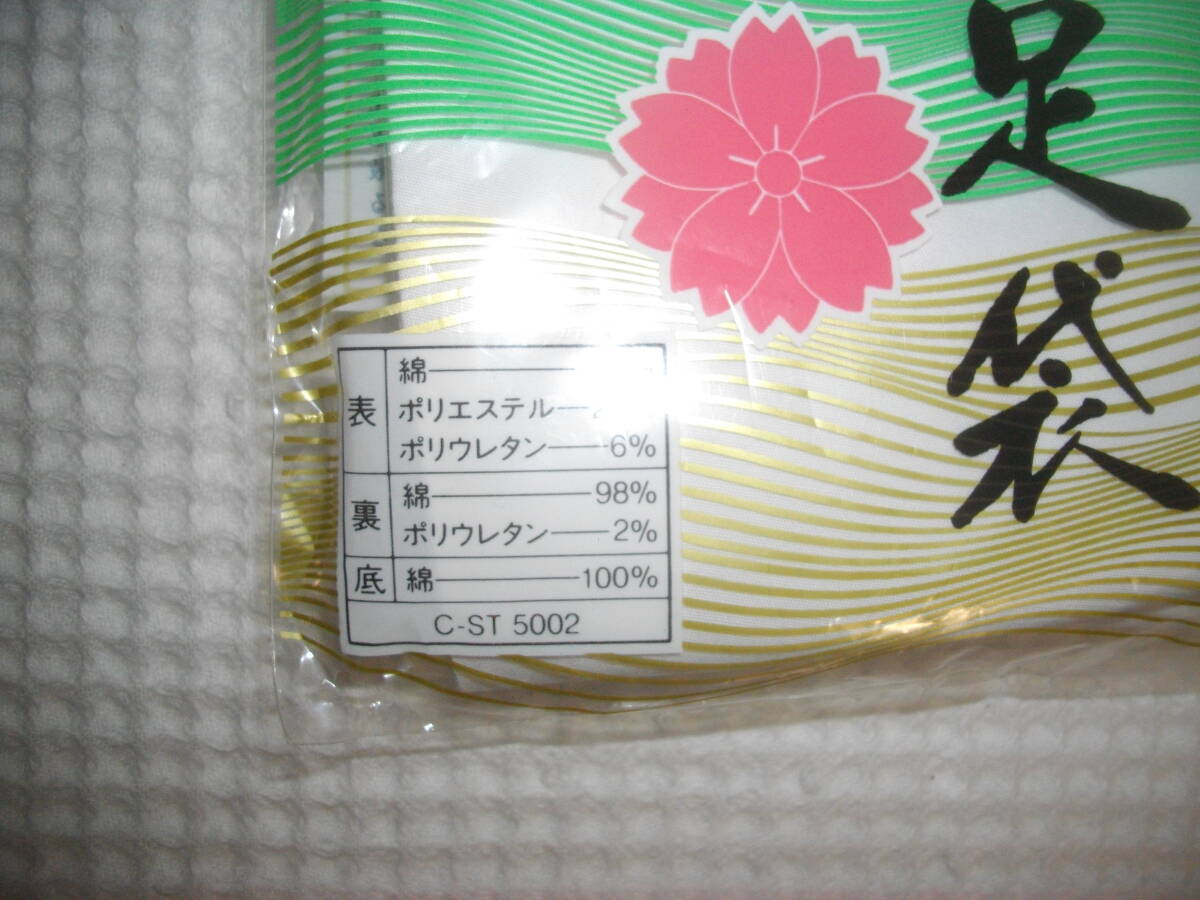 足袋
表
綿
ポリエステル
ポリウレタン 6%
裏
綿 98%
ポリウレタン 2%
底
綿 100%
C-ST 5002